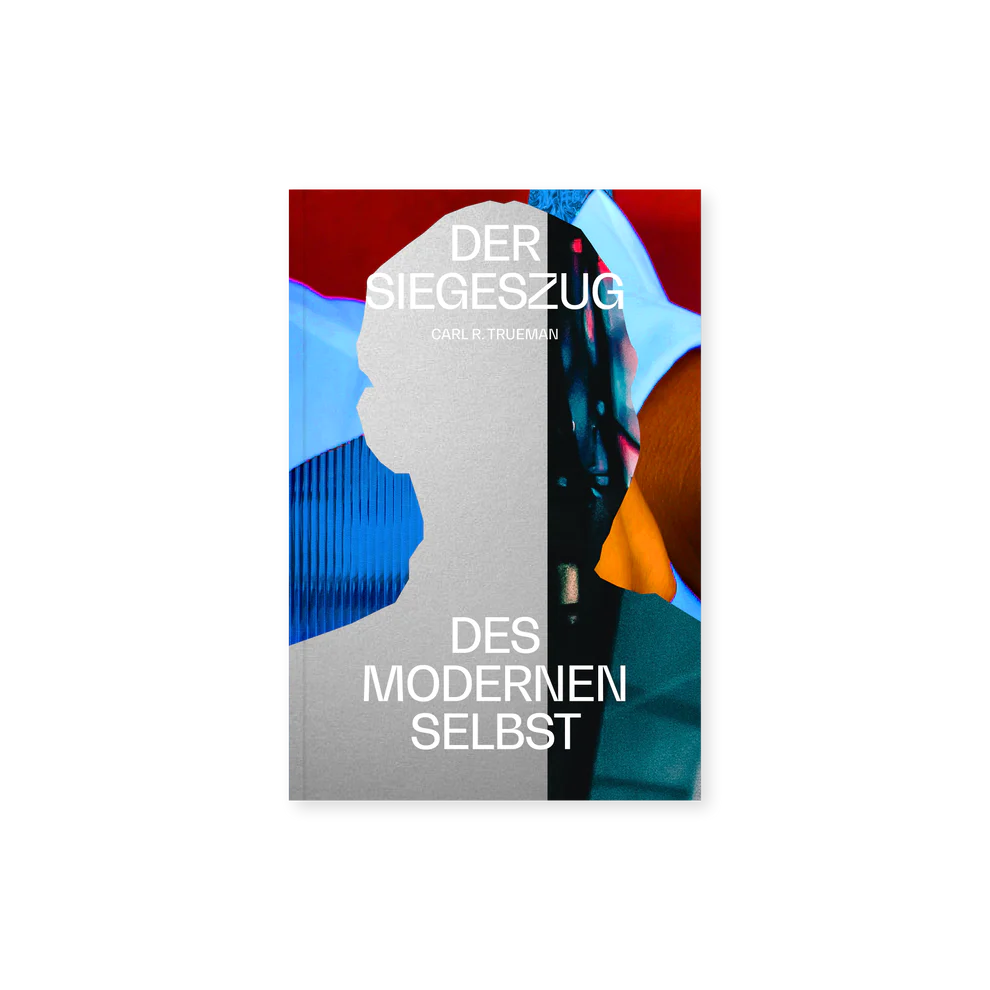 DER
SIEGESZUG
CARL R. TRUEMAN
DES
MODERNEN
SELBST